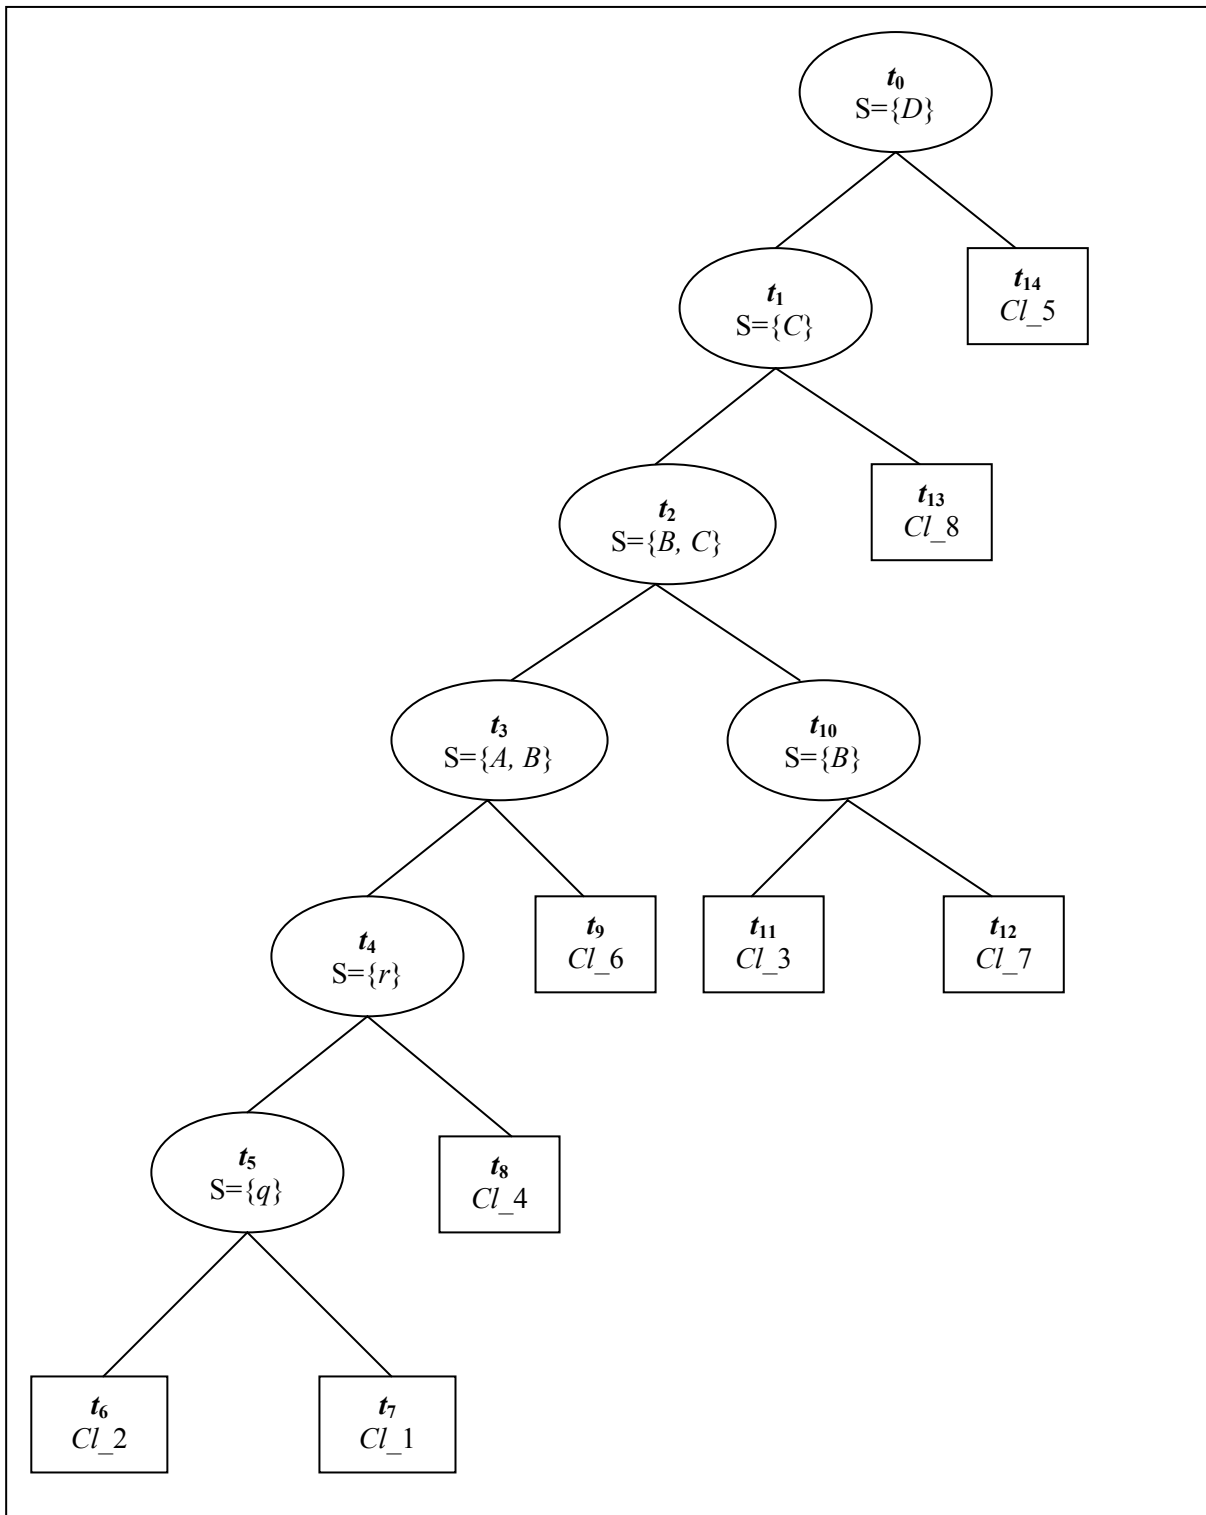 t₀
S={D}
t₁
S={C}
t₁₄
Cl_5
t₂
S={B, C}
t₁₃
Cl_8
t₃
S={A, B}
t₁₀
S={B}
t₄
S={r}
t₉
Cl_6
t₁₁
Cl_3
t₁₂
Cl_7
t₅
S={q}
t₈
Cl_4
t₆
Cl_2
t₇
Cl_1